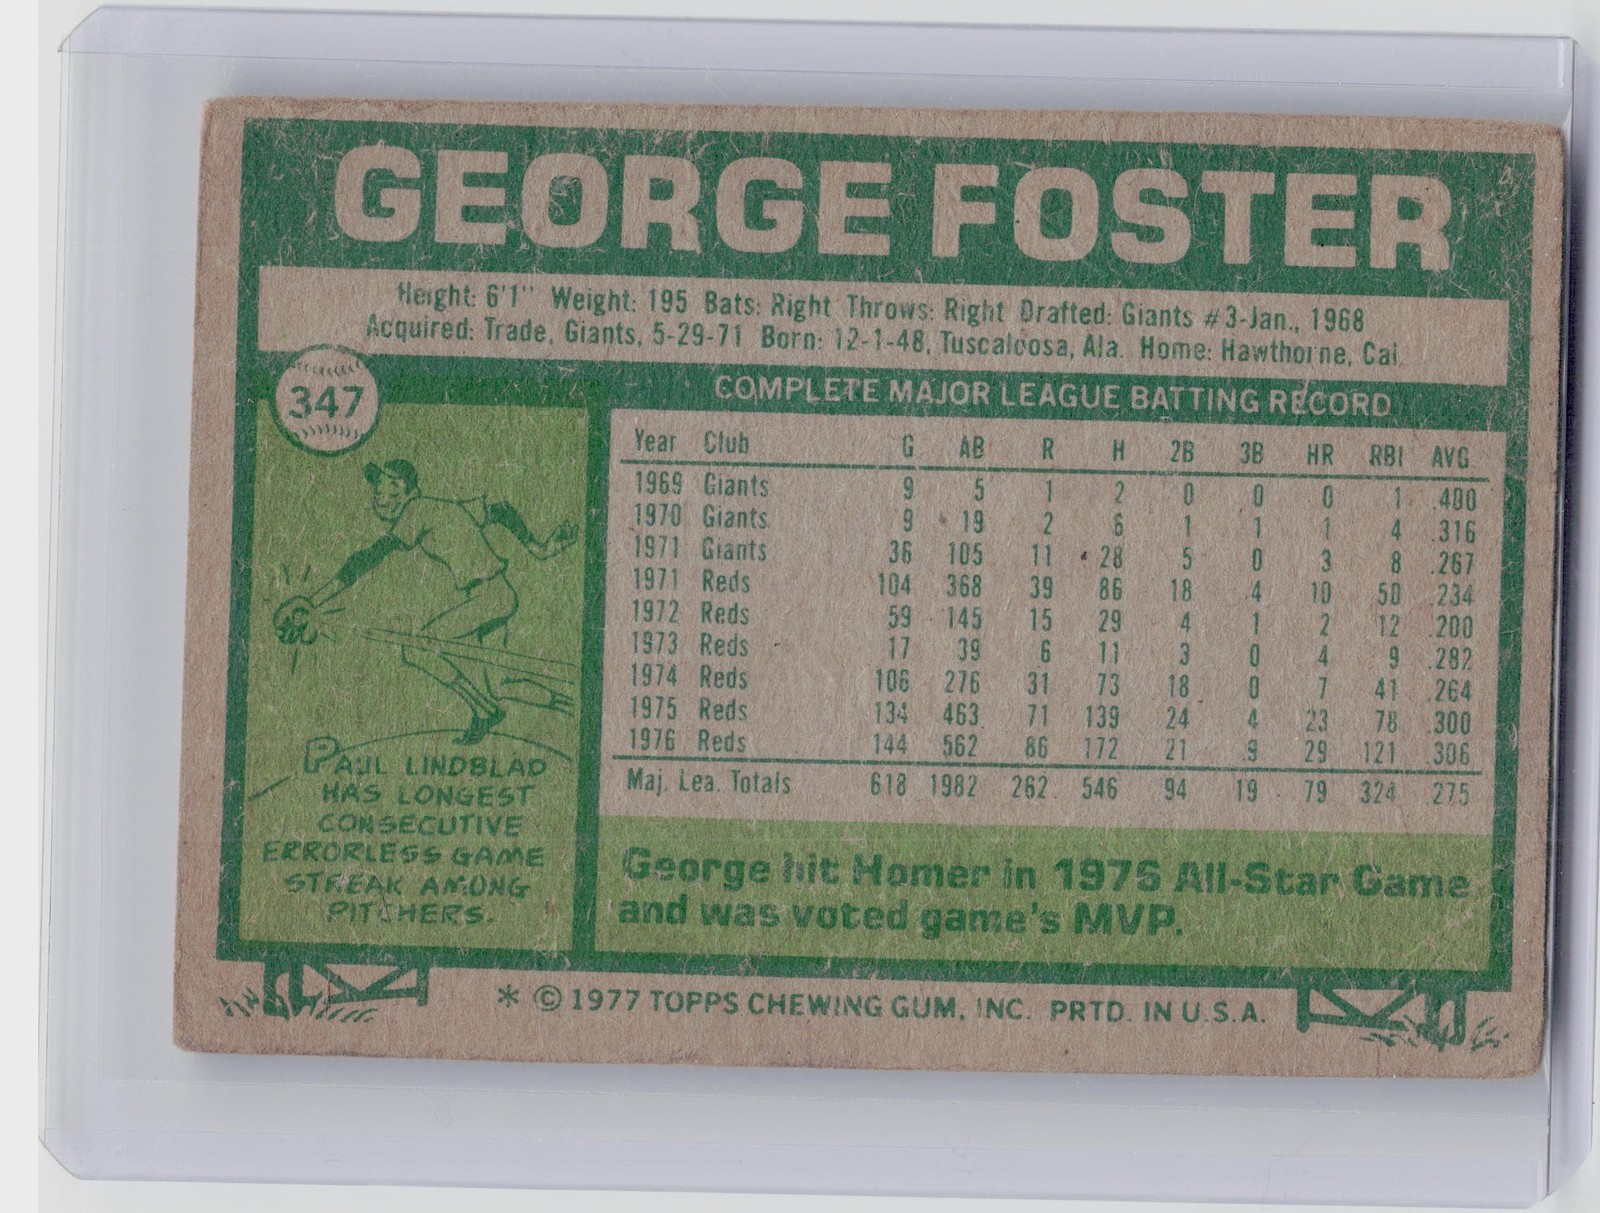 GEORGE FOSTER
Height: 6'1" Weight: 195 Bats: Right Throws: Right Drafted: Giants #3-Jan., 1968
Acquired: Trade, Giants, 5-29-71 Born: 12-1-48, Tuscaloosa, Ala. Home: Hawthorne, Cal.
347
COMPLETE MAJOR LEAGUE BATTING RECORD
Year Club G AB R H 2B 3B HR RBI AVG.
1969 Giants 9 5 1 2 0 0 0 1 .400
1970 Giants 9 19 2 6 1 1 1 4 .316
1971 Giants 36 105 11 28 5 0 3 8 .267
1971 Reds 104 368 39 86 18 4 10 50 .234
1972 Reds 59 145 15 29 4 1 2 12 .200
1973 Reds 17 39 6 11 3 0 4 9 .282
1974 Reds 106 276 31 73 18 0 7 41 .264
1975 Reds 134 463 71 139 24 4 23 78 .300
1976 Reds 144 562 86 172 21 9 29 121 .306
Maj. Lea. Totals 618 1982 262 546 94 19 79 324 .275
PAUL LINDBLAD
HAS LONGEST
CONSECUTIVE
ERRORLESS GAME
STREAK AMONG
PITCHERS.
George hit Homer in 1976 All-Star Game
and was voted game's MVP.
* © 1977 TOPPS CHEWING GUM, INC. PRTD. IN U.S.A.